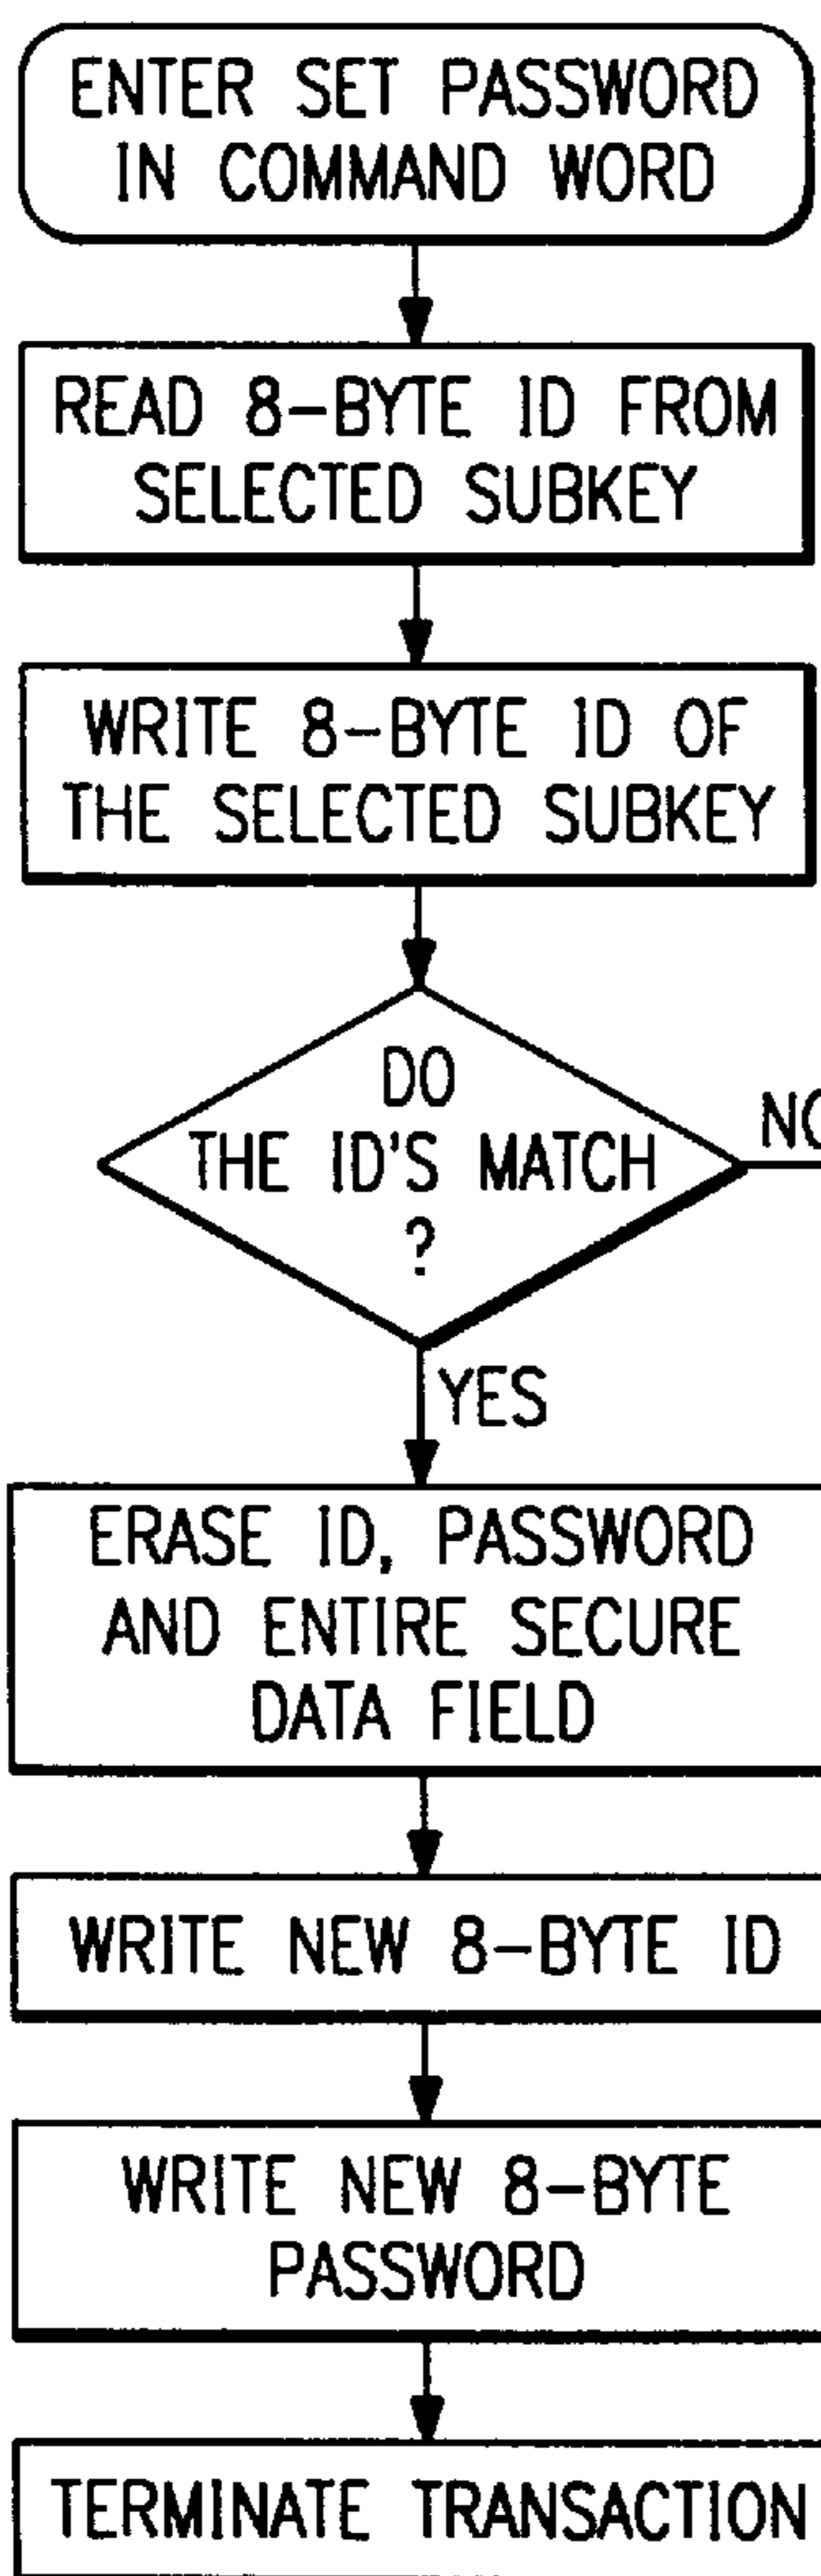 ENTER SET PASSWORD
IN COMMAND WORD
READ 8-BYTE ID FROM
SELECTED SUBKEY
WRITE 8-BYTE ID OF
THE SELECTED SUBKEY
DO
THE ID'S MATCH
?
NO
YES
ERASE ID, PASSWORD
AND ENTIRE SECURE
DATA FIELD
WRITE NEW 8-BYTE ID
WRITE NEW 8-BYTE
PASSWORD
TERMINATE TRANSACTION